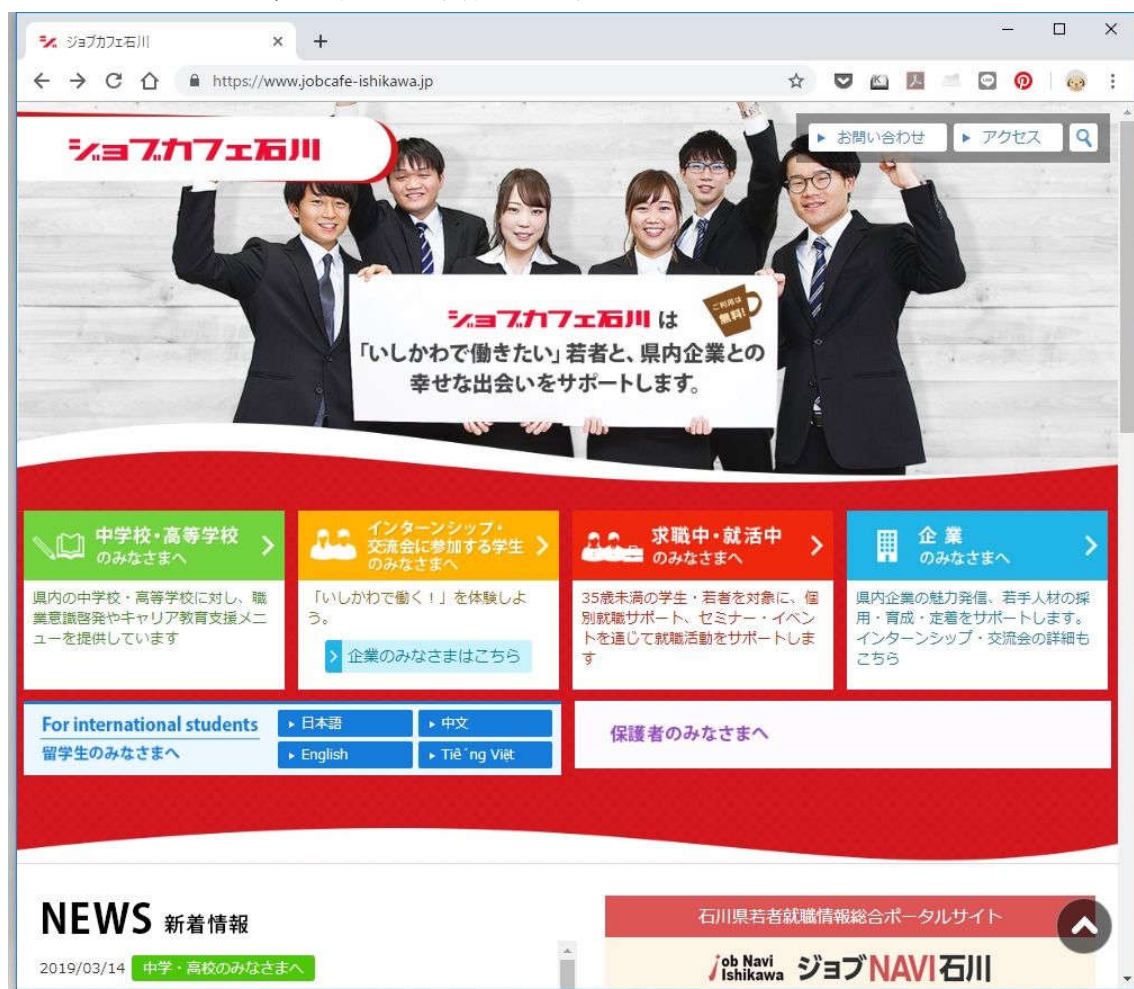 ジョブカフェ石川
https://www.jobcafe-ishikawa.jp
ジョブカフェ石川
お問い合わせ
アクセス
ご利用は
無料!
ジョブカフェ石川 は
「いしかわで働きたい」若者と、県内企業との
幸せな出会いをサポートします。
中学校・高等学校
のみなさまへ
県内の中学校・高等学校に対し、職
業意識啓発やキャリア教育支援メニ
ューを提供しています
インターンシップ・
交流会に参加する学生
のみなさまへ
「いしかわで働く!」を体験しよ
う。
企業のみなさまはこちら
求職中・就活中
のみなさまへ
35歳未満の学生・若者を対象に、個
別就職サポート、セミナー・イベン
トを通じて就職活動をサポートしま
す
企業
のみなさまへ
県内企業の魅力発信、若手人材の採
用・育成・定着をサポートします。
インターンシップ・交流会の詳細も
こちら
For international students
留学生のみなさまへ
日本語
中文
English
Tiê´ng Việt
保護者のみなさまへ
NEWS 新着情報
2019/03/14 中学・高校のみなさまへ
石川県若者就職情報総合ポータルサイト
Job Navi
Ishikawa
ジョブNAVI石川